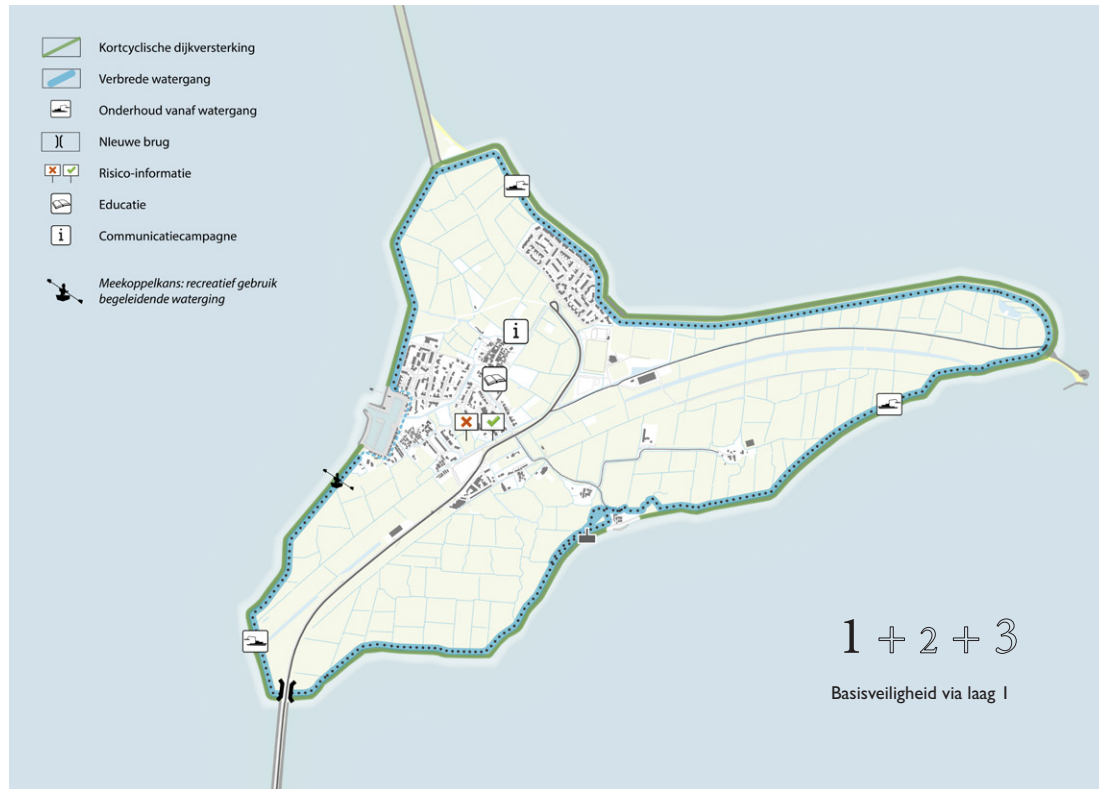 Kortcyclische dijkversterking
Verbrede watergang
Onderhoud vanaf watergang
NIeuwe brug
Risico-informatie
Educatie
i Communicatiecampagne
Meekoppelkans: recreatief gebruik
begeleidende waterging
i
1 + 2 + 3
Basisveiligheid via laag 1